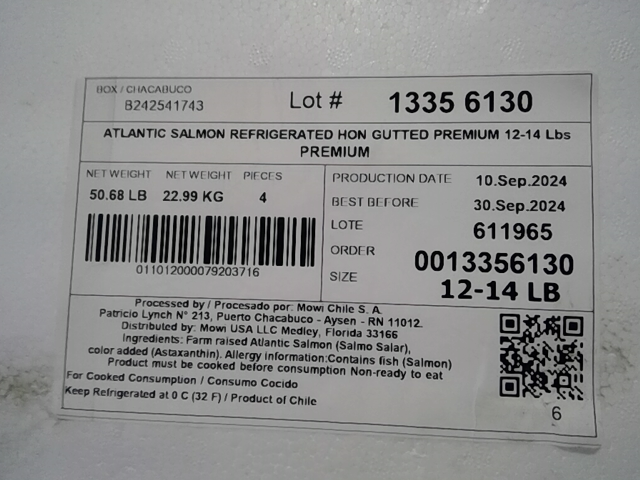 BOX / CHACABUCO
B242541743
Lot # 1335 6130
ATLANTIC SALMON REFRIGERATED HON GUTTED PREMIUM 12-14 Lbs
PREMIUM
NET WEIGHT NET WEIGHT PIECES
50.68 LB 22.99 KG 4
011012000079203716
PRODUCTION DATE 10.Sep.2024
BEST BEFORE 30.Sep.2024
LOTE 611965
ORDER 0013356130
SIZE 12-14 LB
Processed by / Procesado por: Mowi Chile S. A.
Patricio Lynch N° 213, Puerto Chacabuco - Aysen - RN 11012.
Distributed by: Mowi USA LLC Medley, Florida 33166
Ingredients: Farm raised Atlantic Salmon (Salmo Salar),
color added (Astaxanthin). Allergy information:Contains fish (Salmon)
Product must be cooked before consumption Non-ready to eat
For Cooked Consumption / Consumo Cocido
Keep Refrigerated at 0 C (32 F) / Product of Chile
6